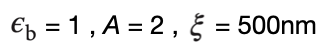 ϵb = 1 , A = 2 , ξ = 500nm